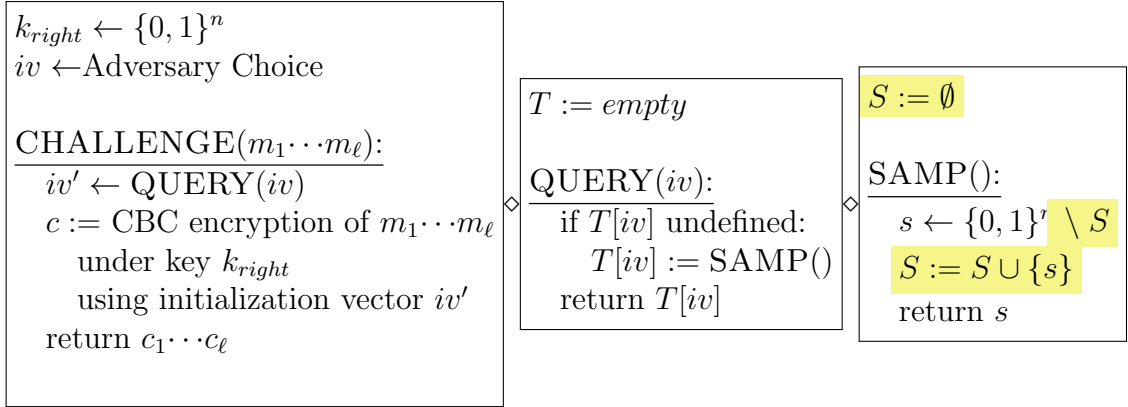 k_right ← {0, 1}^n
iv ←Adversary Choice
CHALLENGE(m_1⋯m_ℓ):
iv′ ← QUERY(iv)
c := CBC encryption of m_1⋯m_ℓ
under key k_right
using initialization vector iv′
return c_1⋯c_ℓ
⋄
T := empty
QUERY(iv):
if T[iv] undefined:
T[iv] := SAMP()
return T[iv]
⋄
S := ∅
SAMP():
s ← {0, 1}^n \ S
S := S ∪ {s}
return s